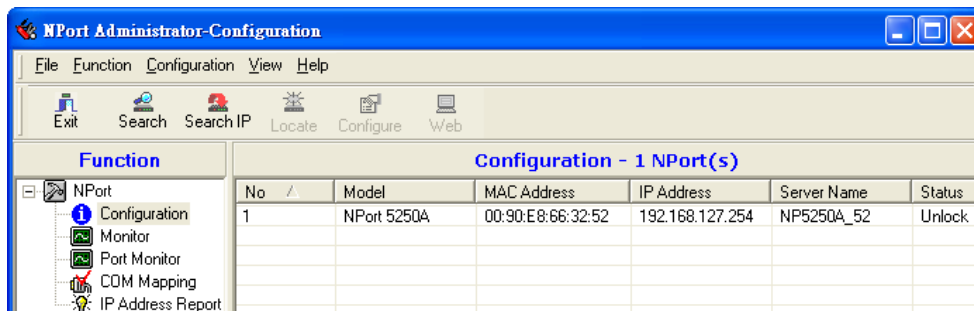 NPort Administrator-Configuration
File Function Configuration View Help
Exit Search Search IP Locate Configure Web
Function
Configuration - 1 NPort(s)
NPort
Configuration
Monitor
Port Monitor
COM Mapping
IP Address Report
No Model MAC Address IP Address Server Name Status
1 NPort 5250A 00:90:E8:66:32:52 192.168.127.254 NP5250A_52 Unlock